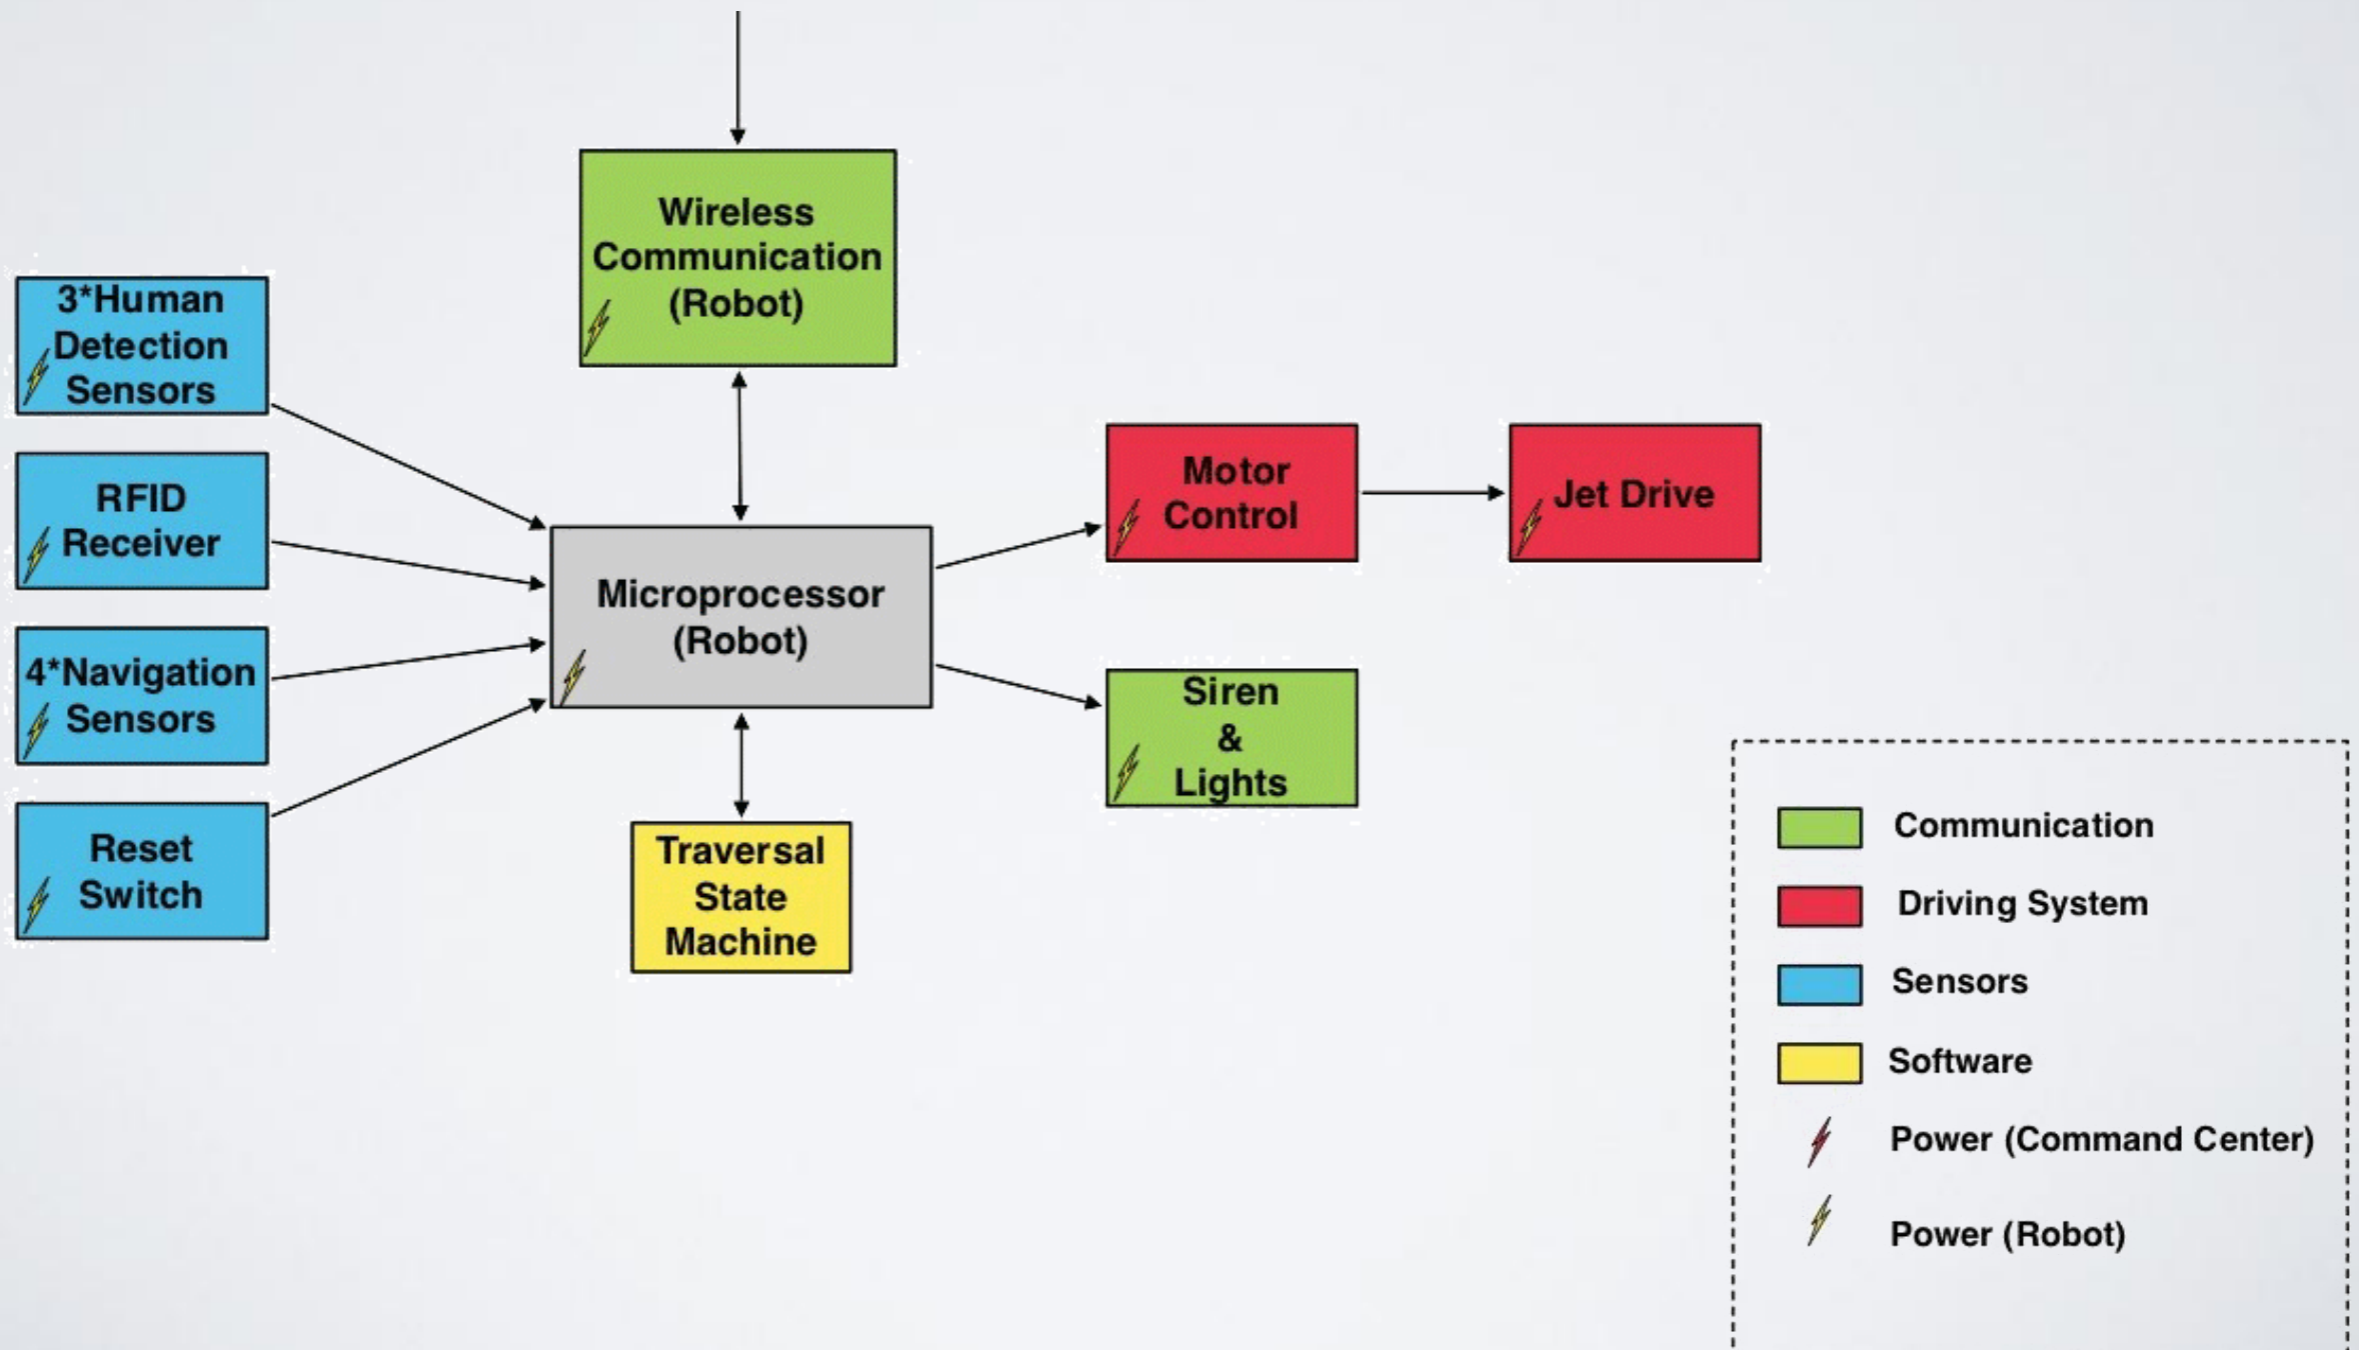 Wireless
Communication
(Robot)
3*Human
Detection
Sensors
RFID
Receiver
4*Navigation
Sensors
Reset
Switch
Microprocessor
(Robot)
Traversal
State
Machine
Motor
Control
Jet Drive
Siren
&
Lights
Communication
Driving System
Sensors
Software
Power (Command Center)
Power (Robot)